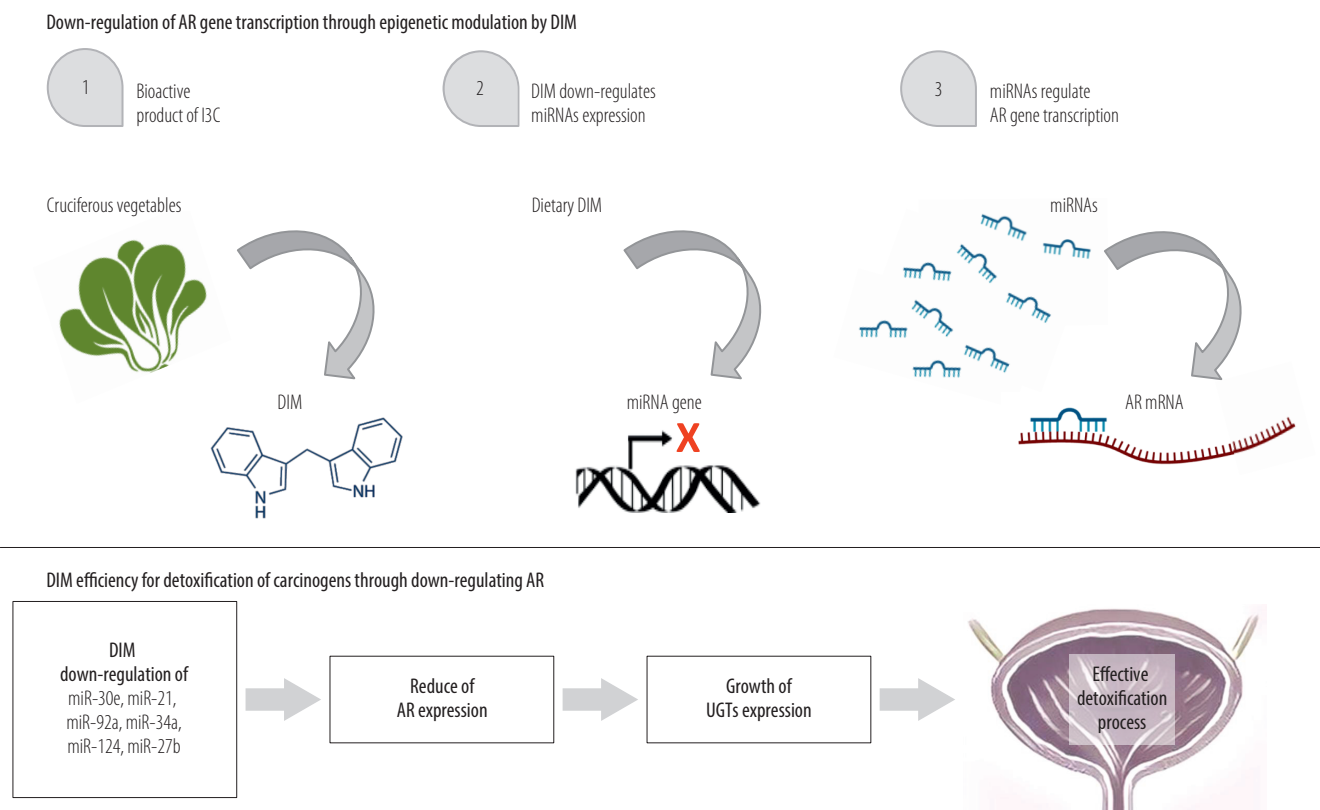 Down-regulation of AR gene transcription through epigenetic modulation by DIM
1
Bioactive
product of I3C
2
DIM down-regulates
miRNAs expression
3
miRNAs regulate
AR gene transcription
Cruciferous vegetables
Dietary DIM
miRNAs
DIM
miRNA gene
AR mRNA
X
N
H
NH
DIM efficiency for detoxification of carcinogens through down-regulating AR
DIM
down-regulation of
miR-30e, miR-21,
miR-92a, miR-34a,
miR-124, miR-27b
Reduce of
AR expression
Growth of
UGTs expression
Effective
detoxification
process